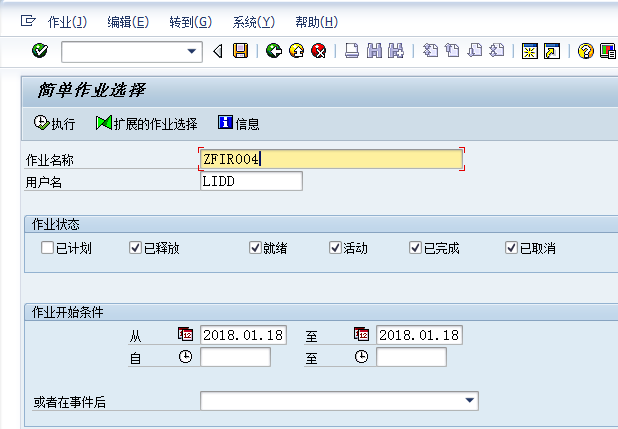 作业(J) 编辑(E) 转到(G) 系统(Y) 帮助(H)
简单作业选择
执行 扩展的作业选择 信息
作业名称 ZFIR004
用户名 LIDD
作业状态
已计划 已释放 就绪 活动 已完成 已取消
作业开始条件
从 2018.01.18 至 2018.01.18
自 至
或者在事件后